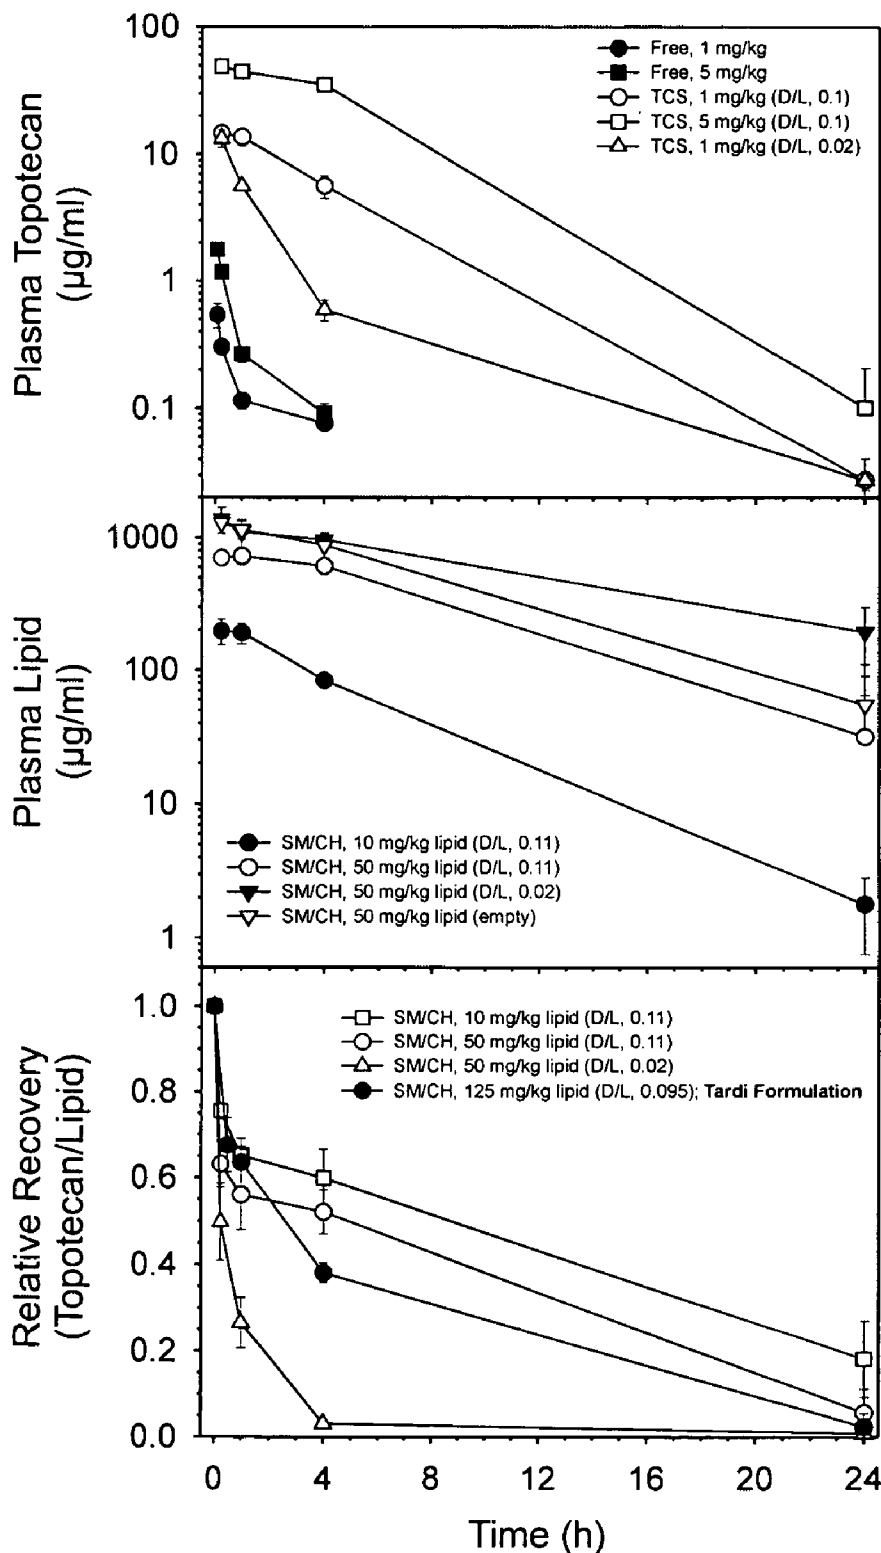 100
10
1
0.1
Plasma Topotecan
(µg/ml)
Free, 1 mg/kg
Free, 5 mg/kg
TCS, 1 mg/kg (D/L, 0.1)
TCS, 5 mg/kg (D/L, 0.1)
TCS, 1 mg/kg (D/L, 0.02)
1000
100
10
1
Plasma Lipid
(µg/ml)
SM/CH, 10 mg/kg lipid (D/L, 0.11)
SM/CH, 50 mg/kg lipid (D/L, 0.11)
SM/CH, 50 mg/kg lipid (D/L, 0.02)
SM/CH, 50 mg/kg lipid (empty)
1.0
0.8
0.6
0.4
0.2
0.0
Relative Recovery
(Topotecan/Lipid)
SM/CH, 10 mg/kg lipid (D/L, 0.11)
SM/CH, 50 mg/kg lipid (D/L, 0.11)
SM/CH, 50 mg/kg lipid (D/L, 0.02)
SM/CH, 125 mg/kg lipid (D/L, 0.095); Tardi Formulation
0 4 8 12 16 20 24
Time (h)